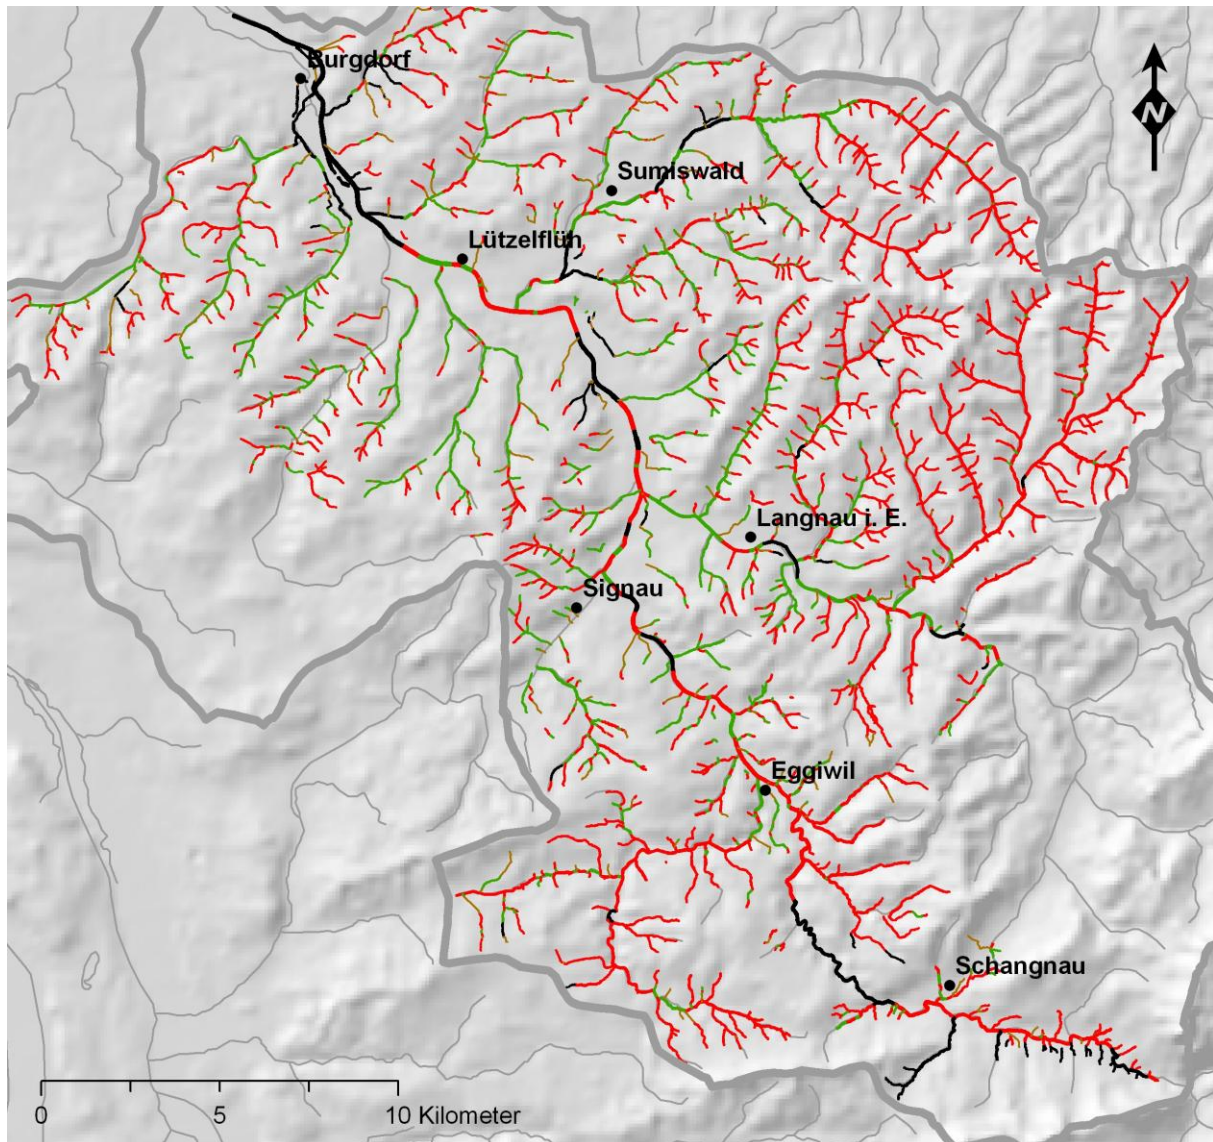 Burgdorf
N
Sumiswald
Lützelflüh
Langnau i. E.
Signau
Eggiwil
Schangnau
0 5 10 Kilometer